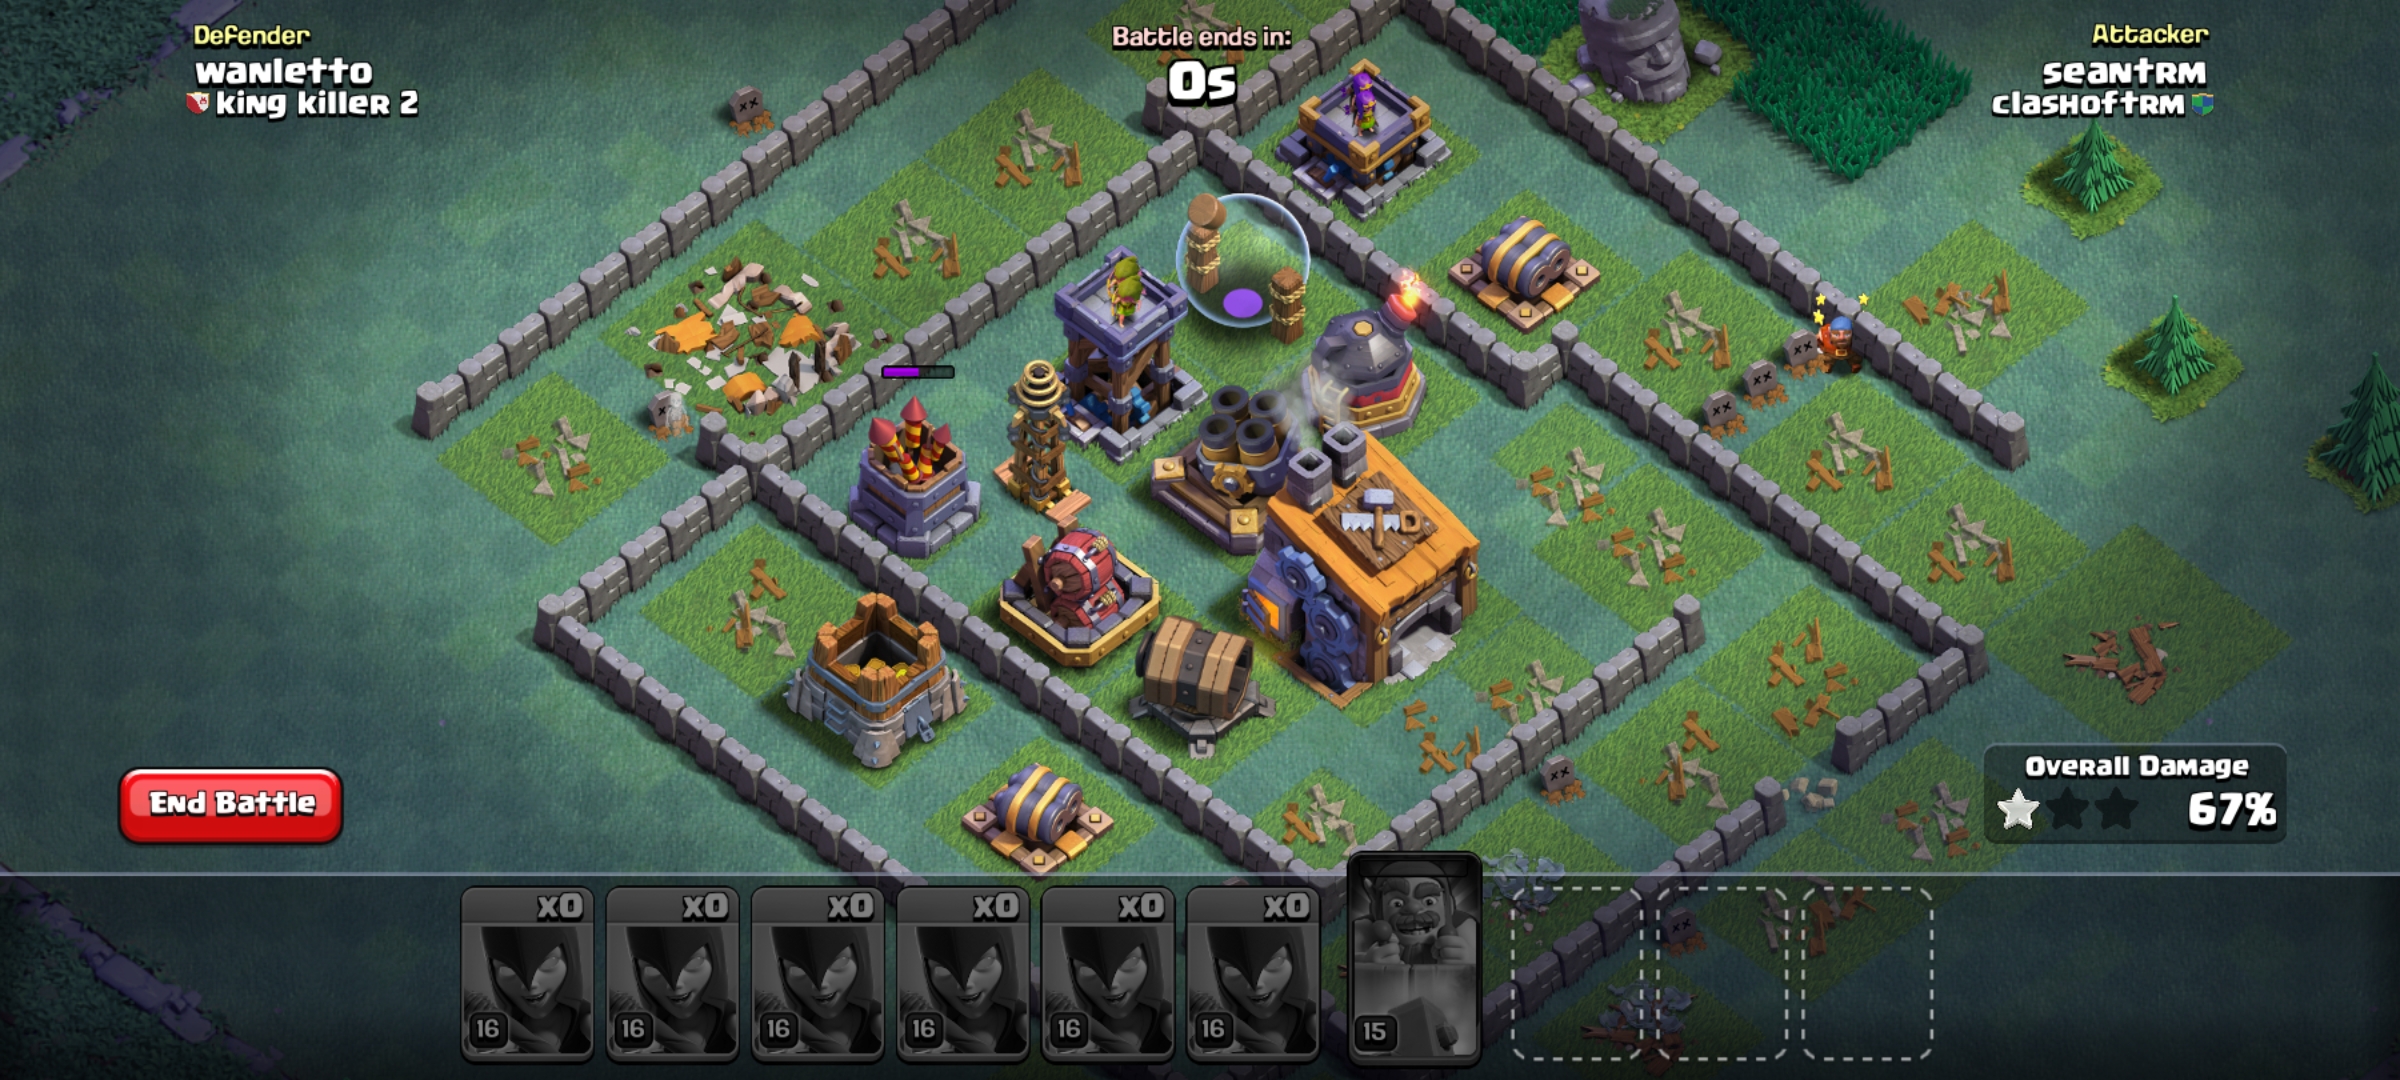 Defender
wanletto
king killer 2
Battle ends in:
0s
Attacker
seantRM
clashoftRM
End Battle
Overall Damage
67%
x0
x0
x0
x0
x0
x0
16
16
16
16
16
16
15